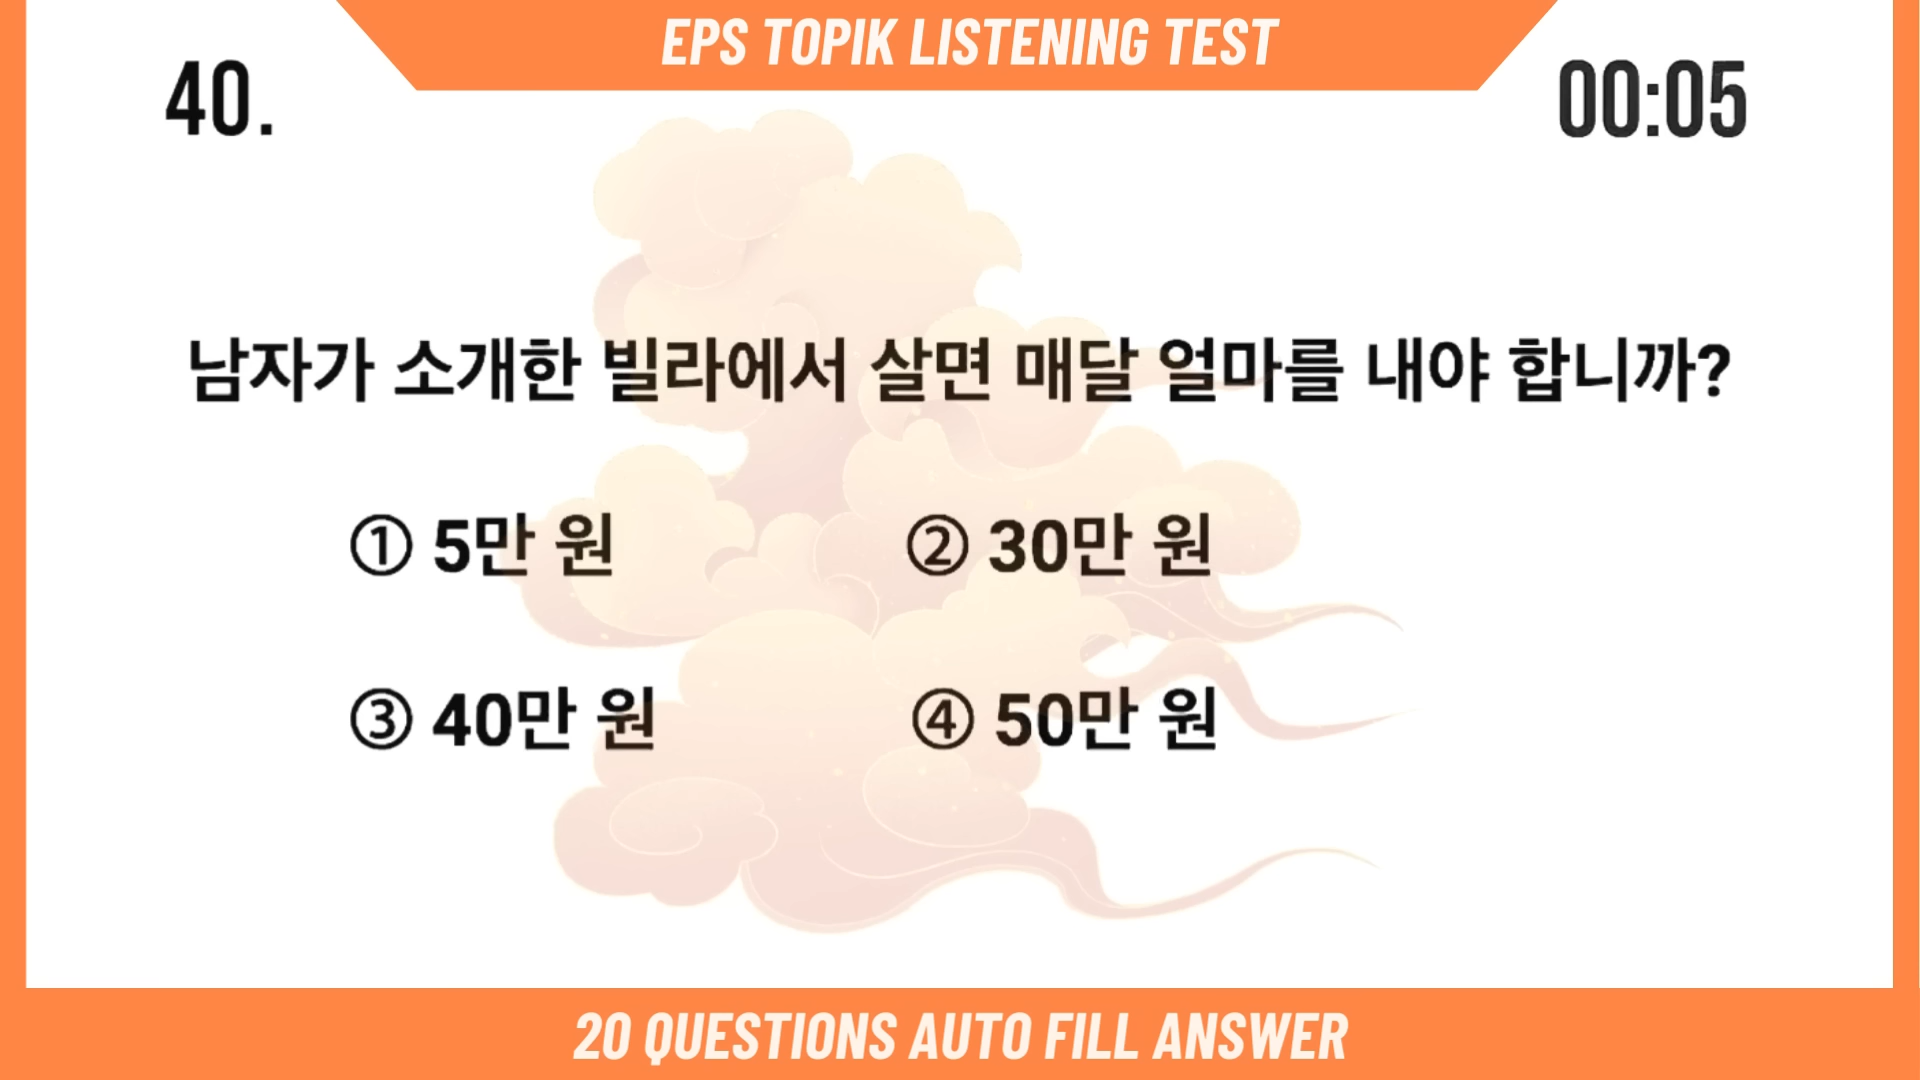 EPS TOPIK LISTENING TEST
40.
00:05
남자가 소개한 빌라에서 살면 매달 얼마를 내야 합니까?
① 5만 원
② 30만 원
③ 40만 원
④ 50만 원
20 QUESTIONS AUTO FILL ANSWER